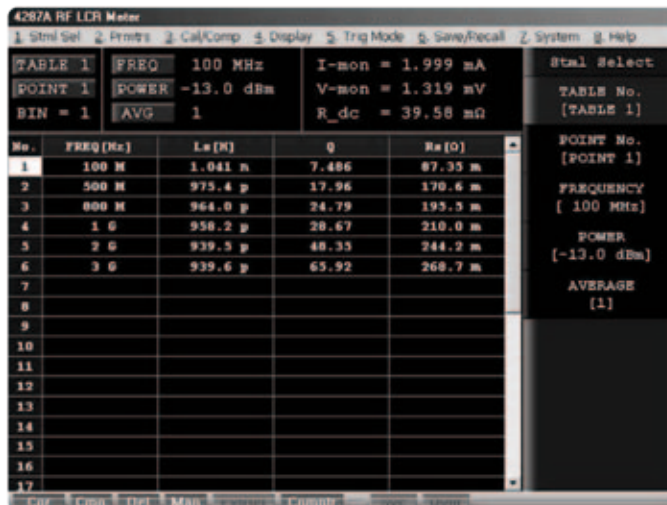 4287A RF LCR Meter
1. Stml Sel 2. Prmtrs 3. Cal/Comp 4. Display 5. Trig Mode 6. Save/Recall 7. System 8. Help
TABLE 1 FREQ 100 MHz I-mon = 1.999 mA
POINT 1 POWER -13.0 dBm V-mon = 1.319 mV
BIN = 1 AVG 1 R_dc = 39.58 mΩ
Stml Select
TABLE No.
[TABLE 1]
POINT No.
[POINT 1]
FREQUENCY
[ 100 MHz]
POWER
[-13.0 dBm]
AVERAGE
[1]
No. FREQ[Hz] Ls[H] Q Rs[Ω]
1 100 M 1.041 n 7.486 87.35 m
2 500 M 975.4 p 17.96 170.6 m
3 800 M 964.0 p 24.79 195.5 m
4 1 G 958.2 p 28.67 210.0 m
5 2 G 939.5 p 48.35 244.2 m
6 3 G 939.6 p 65.92 268.7 m
7
8
9
10
11
12
13
14
15
16
17
Cor Cmp Del Man Comptr